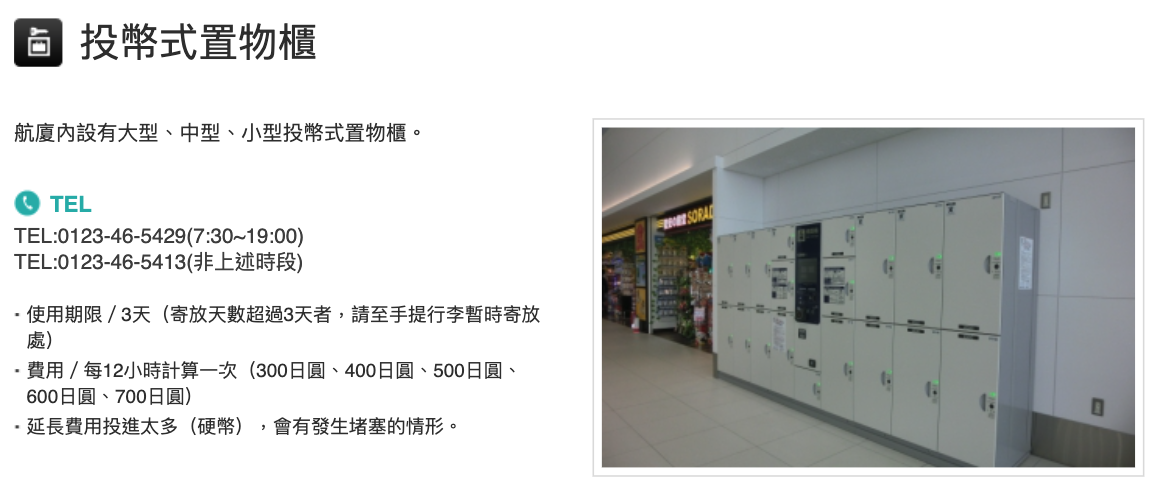 投幣式置物櫃
航廈內設有大型、中型、小型投幣式置物櫃。
TEL
TEL:0123-46-5429(7:30~19:00)
TEL:0123-46-5413(非上述時段)
・使用期限 / 3天（寄放天數超過3天者，請至手提行李暫時寄放
處）
・費用 / 每12小時計算一次（300日圓、400日圓、500日圓、
600日圓、700日圓）
・延長費用投進太多（硬幣），會有發生堵塞的情形。
SORA